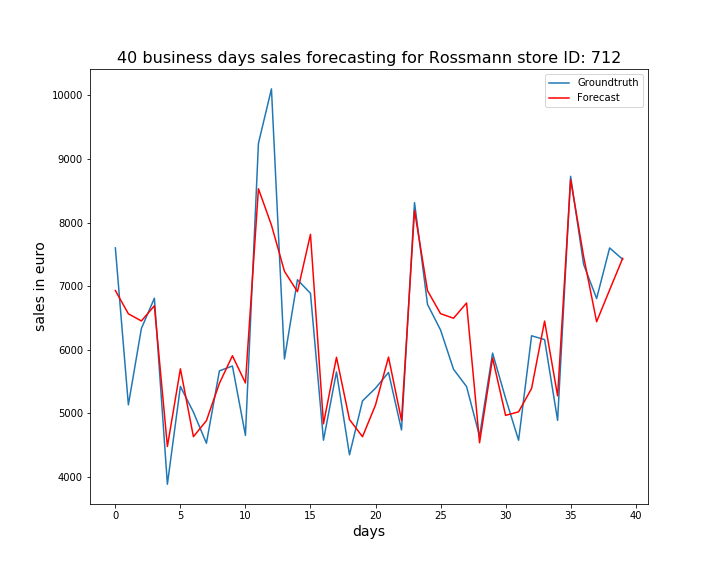 40 business days sales forecasting for Rossmann store ID: 712
Groundtruth
Forecast
10000
9000
8000
7000
6000
5000
4000
sales in euro
0 5 10 15 20 25 30 35 40
days